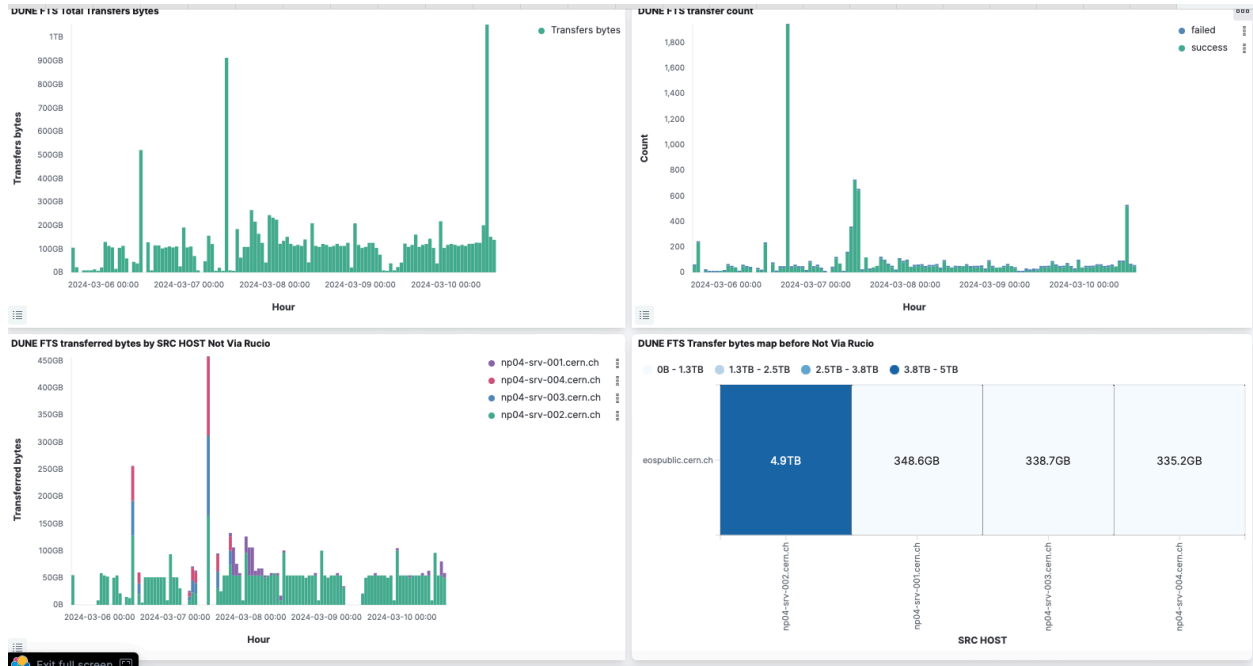 DUNE FTS Total Transfers Bytes
Transfers bytes
1TB
900GB
800GB
700GB
600GB
500GB
400GB
300GB
200GB
100GB
0B
Transfers bytes
2024-03-06 00:00 2024-03-07 00:00 2024-03-08 00:00 2024-03-09 00:00 2024-03-10 00:00
Hour
DUNE FTS transfer count
failed
success
1,800
1,600
1,400
1,200
1,000
800
600
400
200
0
Count
2024-03-06 00:00 2024-03-07 00:00 2024-03-08 00:00 2024-03-09 00:00 2024-03-10 00:00
Hour
DUNE FTS transferred bytes by SRC HOST Not Via Rucio
np04-srv-001.cern.ch
np04-srv-004.cern.ch
np04-srv-003.cern.ch
np04-srv-002.cern.ch
450GB
400GB
350GB
300GB
250GB
200GB
150GB
100GB
50GB
0B
Transferred bytes
2024-03-06 00:00 2024-03-07 00:00 2024-03-08 00:00 2024-03-09 00:00 2024-03-10 00:00
Hour
Exit full screen
DUNE FTS Transfer bytes map before Not Via Rucio
0B - 1.3TB 1.3TB - 2.5TB 2.5TB - 3.8TB 3.8TB - 5TB
eospublic.cern.ch 4.9TB 348.6GB 338.7GB 335.2GB
np04-srv-002.cern.ch
np04-srv-001.cern.ch
np04-srv-003.cern.ch
np04-srv-004.cern.ch
SRC HOST